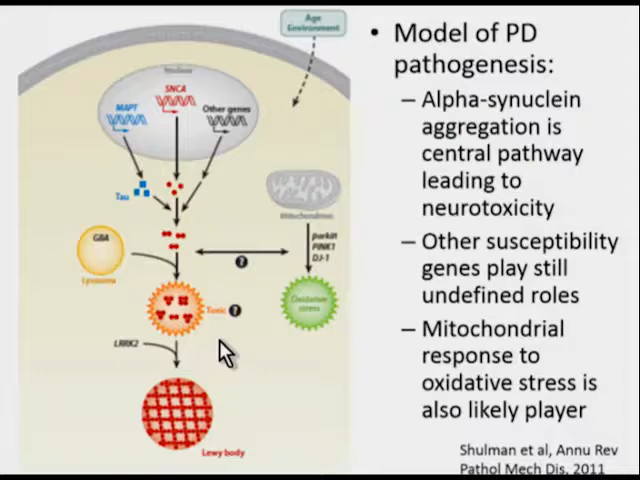 Age
Environment
Nucleus
SNCA
MAPT
Other genes
Tau
Mitochondrion
parkin
PINK1
DJ-1
GBA
Lysosome
?
Oxidative
stress
Toxic ?
LRRK2
Lewy body
• Model of PD
pathogenesis:
– Alpha-synuclein
aggregation is
central pathway
leading to
neurotoxicity
– Other susceptibility
genes play still
undefined roles
– Mitochondrial
response to
oxidative stress is
also likely player
Shulman et al, Annu Rev
Pathol Mech Dis, 2011